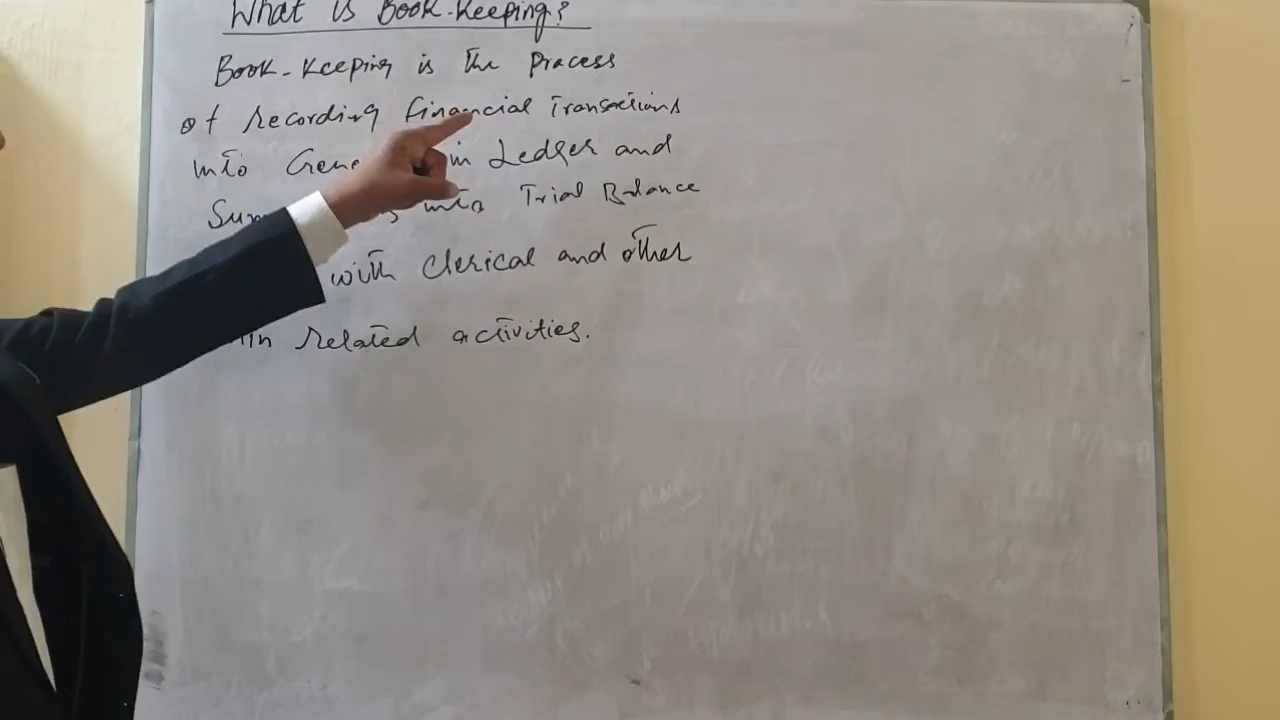 What is Book-Keeping?
Book-Keeping is the Process
of recording financial Transactions
into Gene in Ledger and
Sum into Trial Balance
with Clerical and other
in related activities.